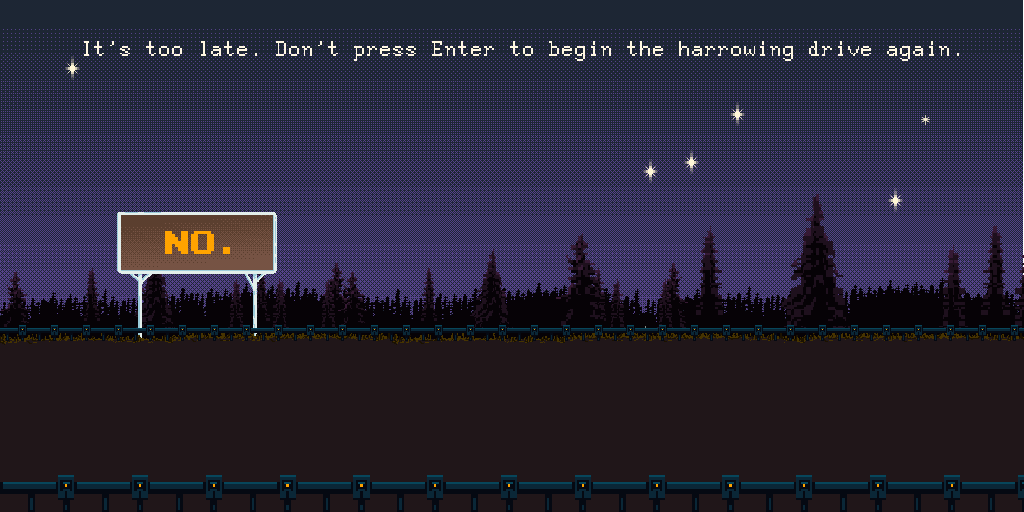 It's too late. Don't press Enter to begin the harrowing drive again.
NO.